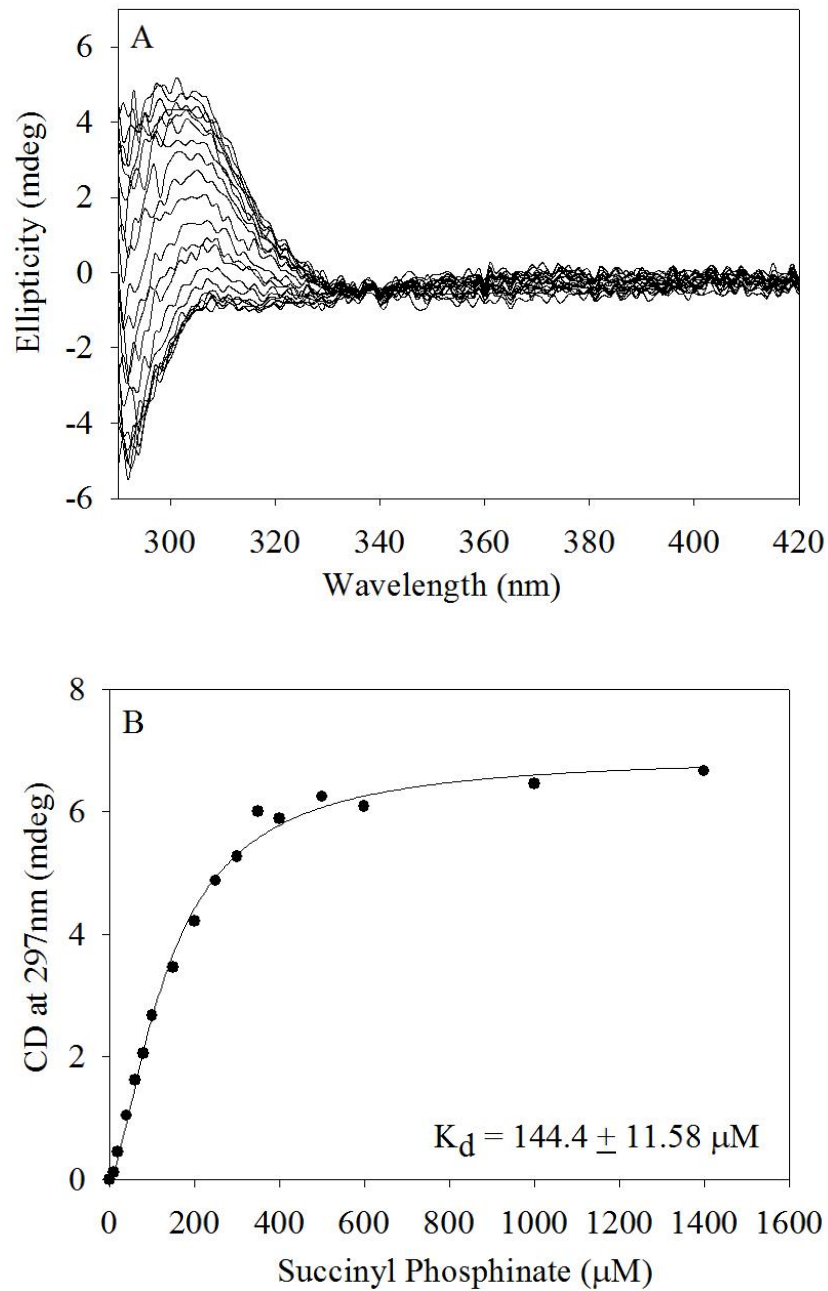 A
6
4
2
0
-2
-4
-6
Ellipticity (mdeg)
300 320 340 360 380 400 420
Wavelength (nm)
B
8
6
4
2
0
CD at 297nm (mdeg)
Kd = 144.4 ± 11.58 μM
0 200 400 600 800 1000 1200 1400 1600
Succinyl Phosphinate (μM)